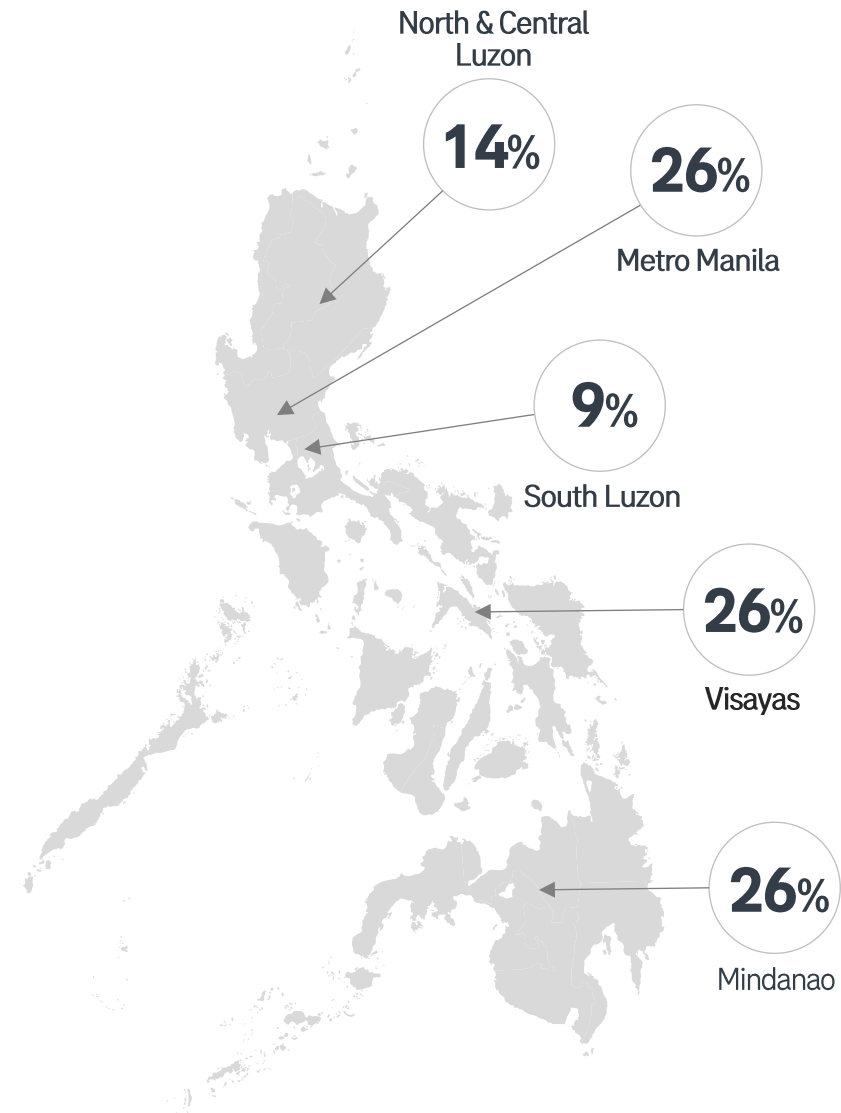 North & Central
Luzon
14%
26%
Metro Manila
9%
South Luzon
26%
Visayas
26%
Mindanao